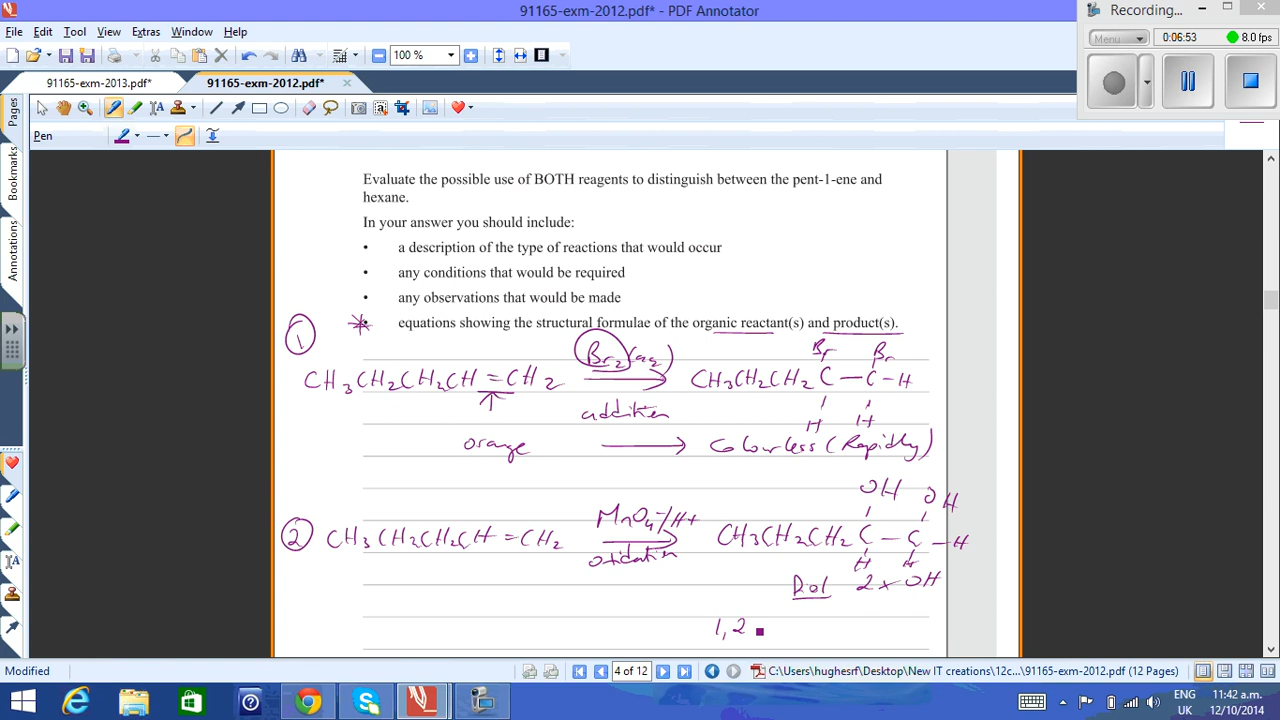 91165-exm-2012.pdf* - PDF Annotator
Recording...
File Edit Tool View Extras Window Help
Menu 0:06:53 8.0 fps
100 %
91165-exm-2013.pdf* 91165-exm-2012.pdf*
Pen
Pages
Bookmarks
Annotations
Evaluate the possible use of BOTH reagents to distinguish between the pent-1-ene and
hexane.
In your answer you should include:
• a description of the type of reactions that would occur
• any conditions that would be required
• any observations that would be made
• equations showing the structural formulae of the organic reactant(s) and product(s).
1
Br Br
Br2 (aq)
CH3CH2CH2CH=CH2 → CH3CH2CH2 C — C – H
addition
H H
orange → Colourless (Rapidly)
OH OH
2
MnO4-/H+
CH3CH2CH2CH=CH2 → CH3CH2CH2 C — C – H
oxidation
H H
2 x OH
1,2
Modified
4 of 12
C:\Users\hughesrf\Desktop\New IT creations\12c...\91165-exm-2012.pdf (12 Pages)
ENG
UK
11:42 a.m.
12/10/2014